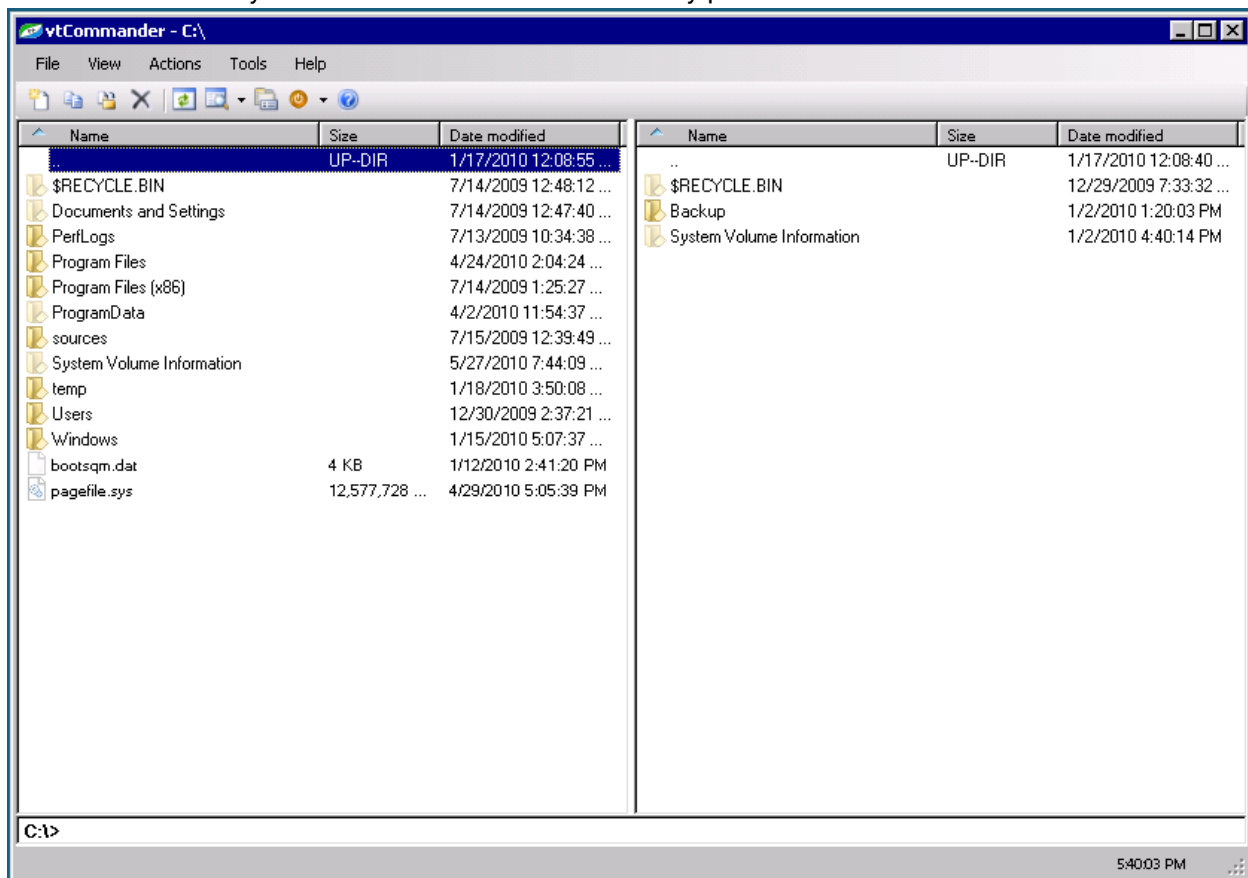 vtCommander - C:\
File View Actions Tools Help
Name Size Date modified
.. UP--DIR 1/17/2010 12:08:55 ...
$RECYCLE.BIN 7/14/2009 12:48:12 ...
Documents and Settings 7/14/2009 12:47:40 ...
PerfLogs 7/13/2009 10:34:38 ...
Program Files 4/24/2010 2:04:24 ...
Program Files (x86) 7/14/2009 1:25:27 ...
ProgramData 4/2/2010 11:54:37 ...
sources 7/15/2009 12:39:49 ...
System Volume Information 5/27/2010 7:44:09 ...
temp 1/18/2010 3:50:08 ...
Users 12/30/2009 2:37:21 ...
Windows 1/15/2010 5:07:37 ...
bootsqm.dat 4 KB 1/12/2010 2:41:20 PM
pagefile.sys 12,577,728 ... 4/29/2010 5:05:39 PM
Name Size Date modified
.. UP--DIR 1/17/2010 12:08:40 ...
$RECYCLE.BIN 12/29/2009 7:33:32 ...
Backup 1/2/2010 1:20:03 PM
System Volume Information 1/2/2010 4:40:14 PM
C:\>
5:40:03 PM